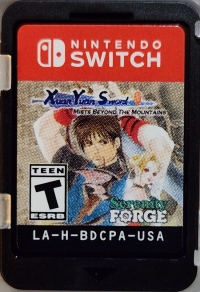 NINTENDO
SWITCH
Xuan Yuan Sword
Mists Beyond The Mountains
TEEN
T
ESRB
Serenity
FORGE
LA-H-BDCPA-USA